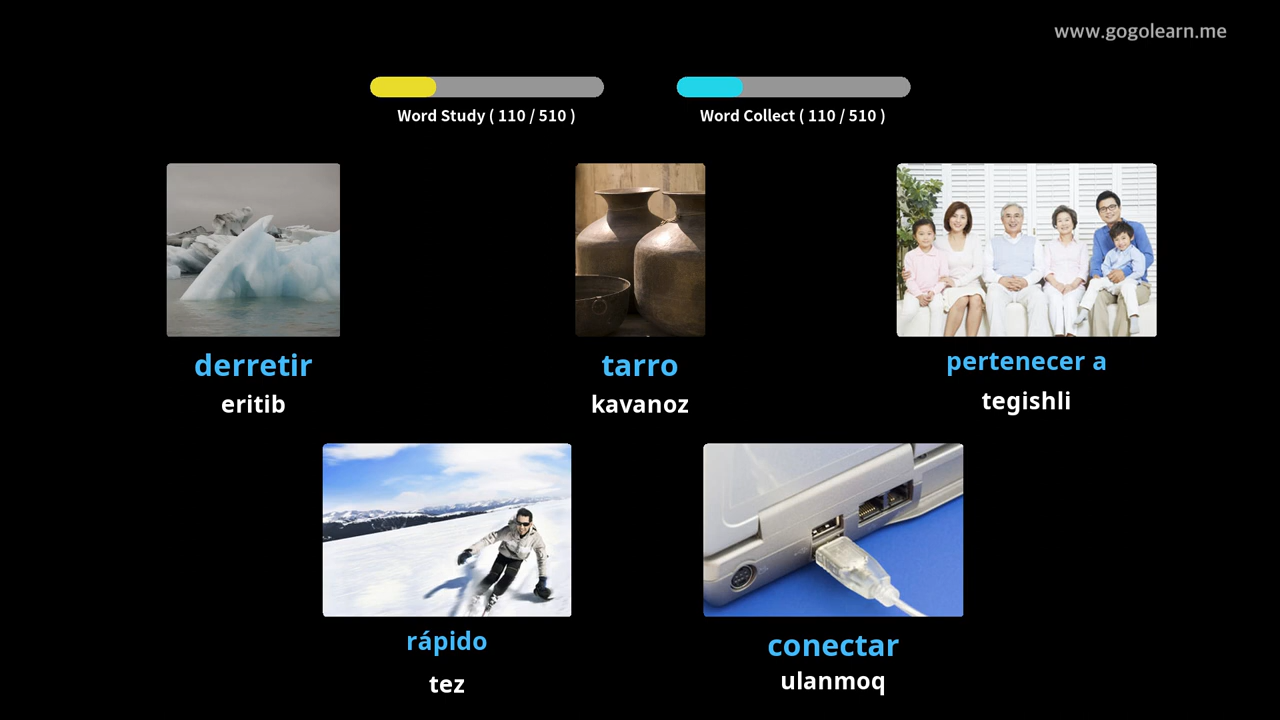 www.gogolearn.me
Word Study ( 110 / 510 )
Word Collect ( 110 / 510 )
derretir
eritib
tarro
kavanoz
pertenecer a
tegishli
rápido
tez
conectar
ulanmoq